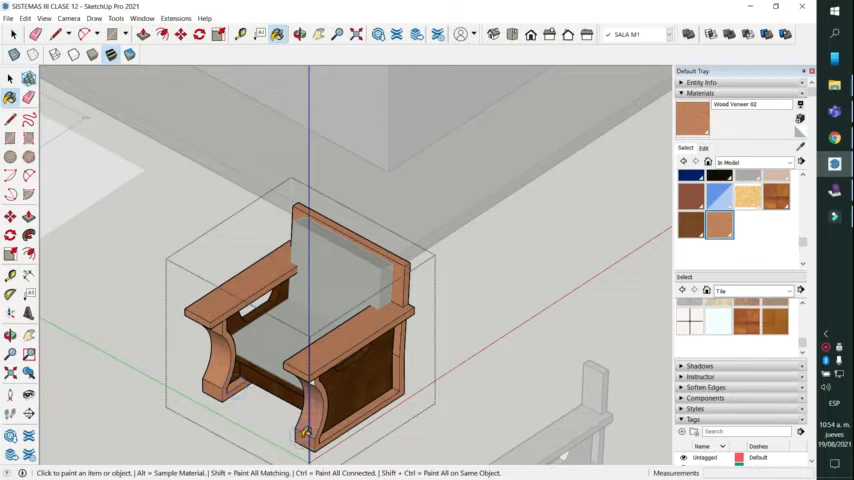 SISTEMAS III CLASE 12 - SketchUp Pro 2021
File Edit View Camera Draw Tools Window Extensions Help
SALA M1
Default Tray
Entity Info
Materials
Wood Veneer 02
Select Edit
In Model
Select
Tile
Shadows
Instructor
Soften Edges
Components
Styles
Tags
Search
Name Dashes
Untagged Default
ESP
10:54 a. m.
jueves
Click to paint an item or object. | Alt = Sample Material, | Shift = Paint All Matching. | Ctrl = Paint All Connected. | Shift + Ctrl = Paint All on Same Object.
Measurements